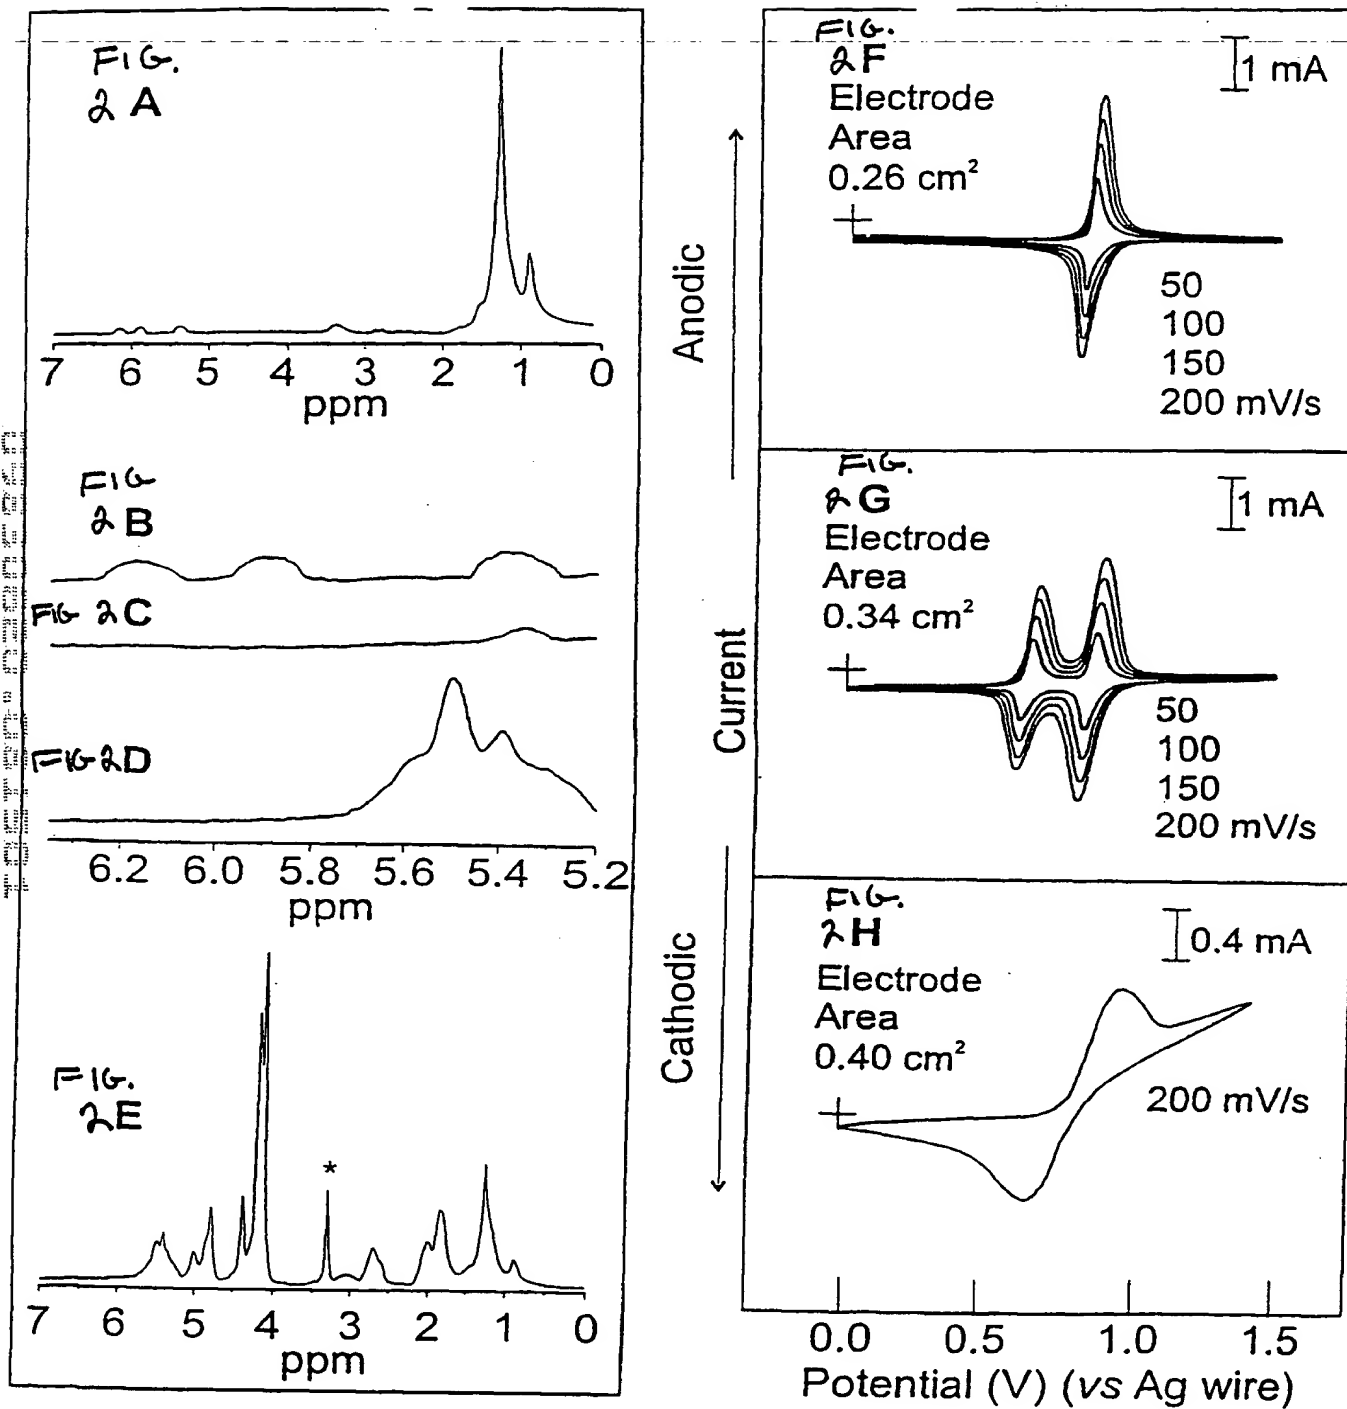 FIG.
2 A
7 6 5 4 3 2 1 0
ppm
FIG
2 B
FIG 2C
FIG 2D
6.2 6.0 5.8 5.6 5.4 5.2
ppm
FIG.
2E
*
7 6 5 4 3 2 1 0
ppm
Anodic
Current
Cathodic
FIG.
2F
1 mA
Electrode
Area
0.26 cm²
50
100
150
200 mV/s
FIG.
2G
1 mA
Electrode
Area
0.34 cm²
50
100
150
200 mV/s
FIG.
2H
0.4 mA
Electrode
Area
0.40 cm²
200 mV/s
0.0 0.5 1.0 1.5
Potential (V) (vs Ag wire)